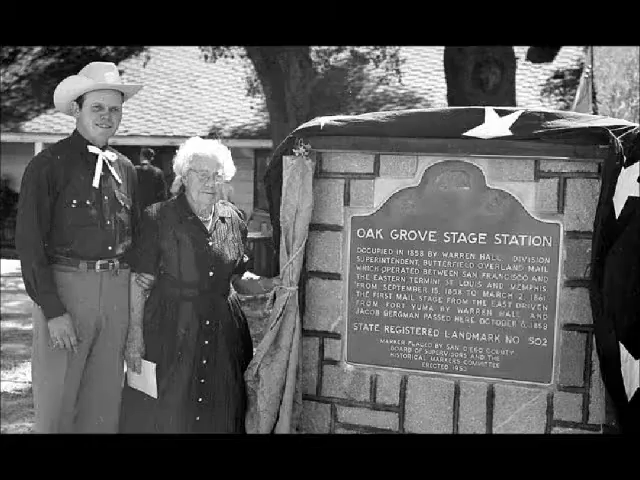 OAK GROVE STAGE STATION
OCCUPIED IN 1858 BY WARREN HALL DIVISION
SUPERINTENDENT, BUTTERFIELD OVERLAND MAIL
WHICH OPERATED BETWEEN SAN FRANCISCO AND
THE EASTERN TERMINI ST. LOUIS AND MEMPHIS,
FROM SEPTEMBER 15, 1858 TO MARCH 2, 1861.
THE FIRST MAIL STAGE FROM THE EAST DRIVEN
FROM FORT YUMA BY WARREN HALL AND
JACOB BERGMAN PASSED HERE OCTOBER 8, 1858
STATE REGISTERED LANDMARK NO. 502
MARKER PLACED BY SAN DIEGO COUNTY
BOARD OF SUPERVISORS AND THE
HISTORICAL MARKERS COMMITTEE
ERECTED 1953